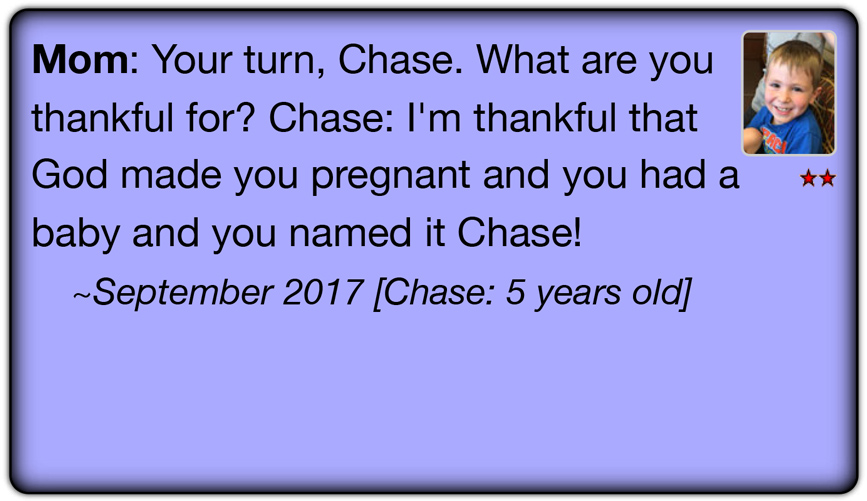 Mom: Your turn, Chase. What are you
thankful for? Chase: I'm thankful that
God made you pregnant and you had a
baby and you named it Chase!
~September 2017 [Chase: 5 years old]